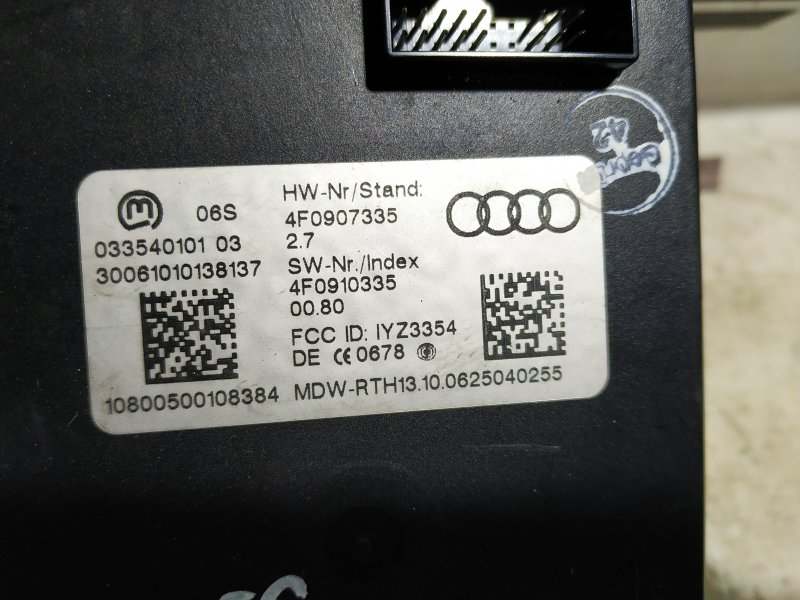 HW-Nr/Stand:
06S
4F0907335
033540101 03
2.7
30061010138137
SW-Nr./Index
4F0910335
00.80
FCC ID: IYZ3354
DE CE 0678
10800500108384
MDW-RTH13.10.0625040255
42